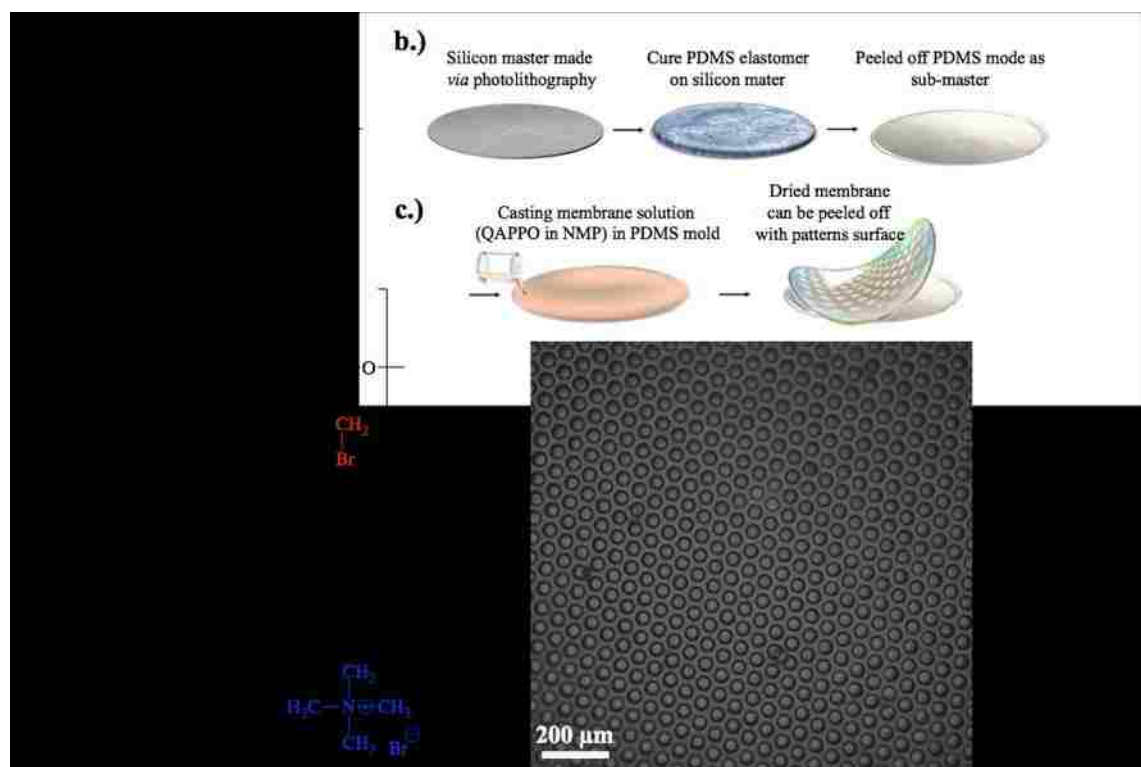 b.)
Silicon master made
via photolithography
Cure PDMS elastomer
on silicon mater
Peeled off PDMS mode as
sub-master
c.)
Casting membrane solution
(QAPPO in NMP) in PDMS mold
Dried membrane
can be peeled off
with patterns surface
O
CH2
Br
CH2
H3C N CH3
CH3 Br
200 μm